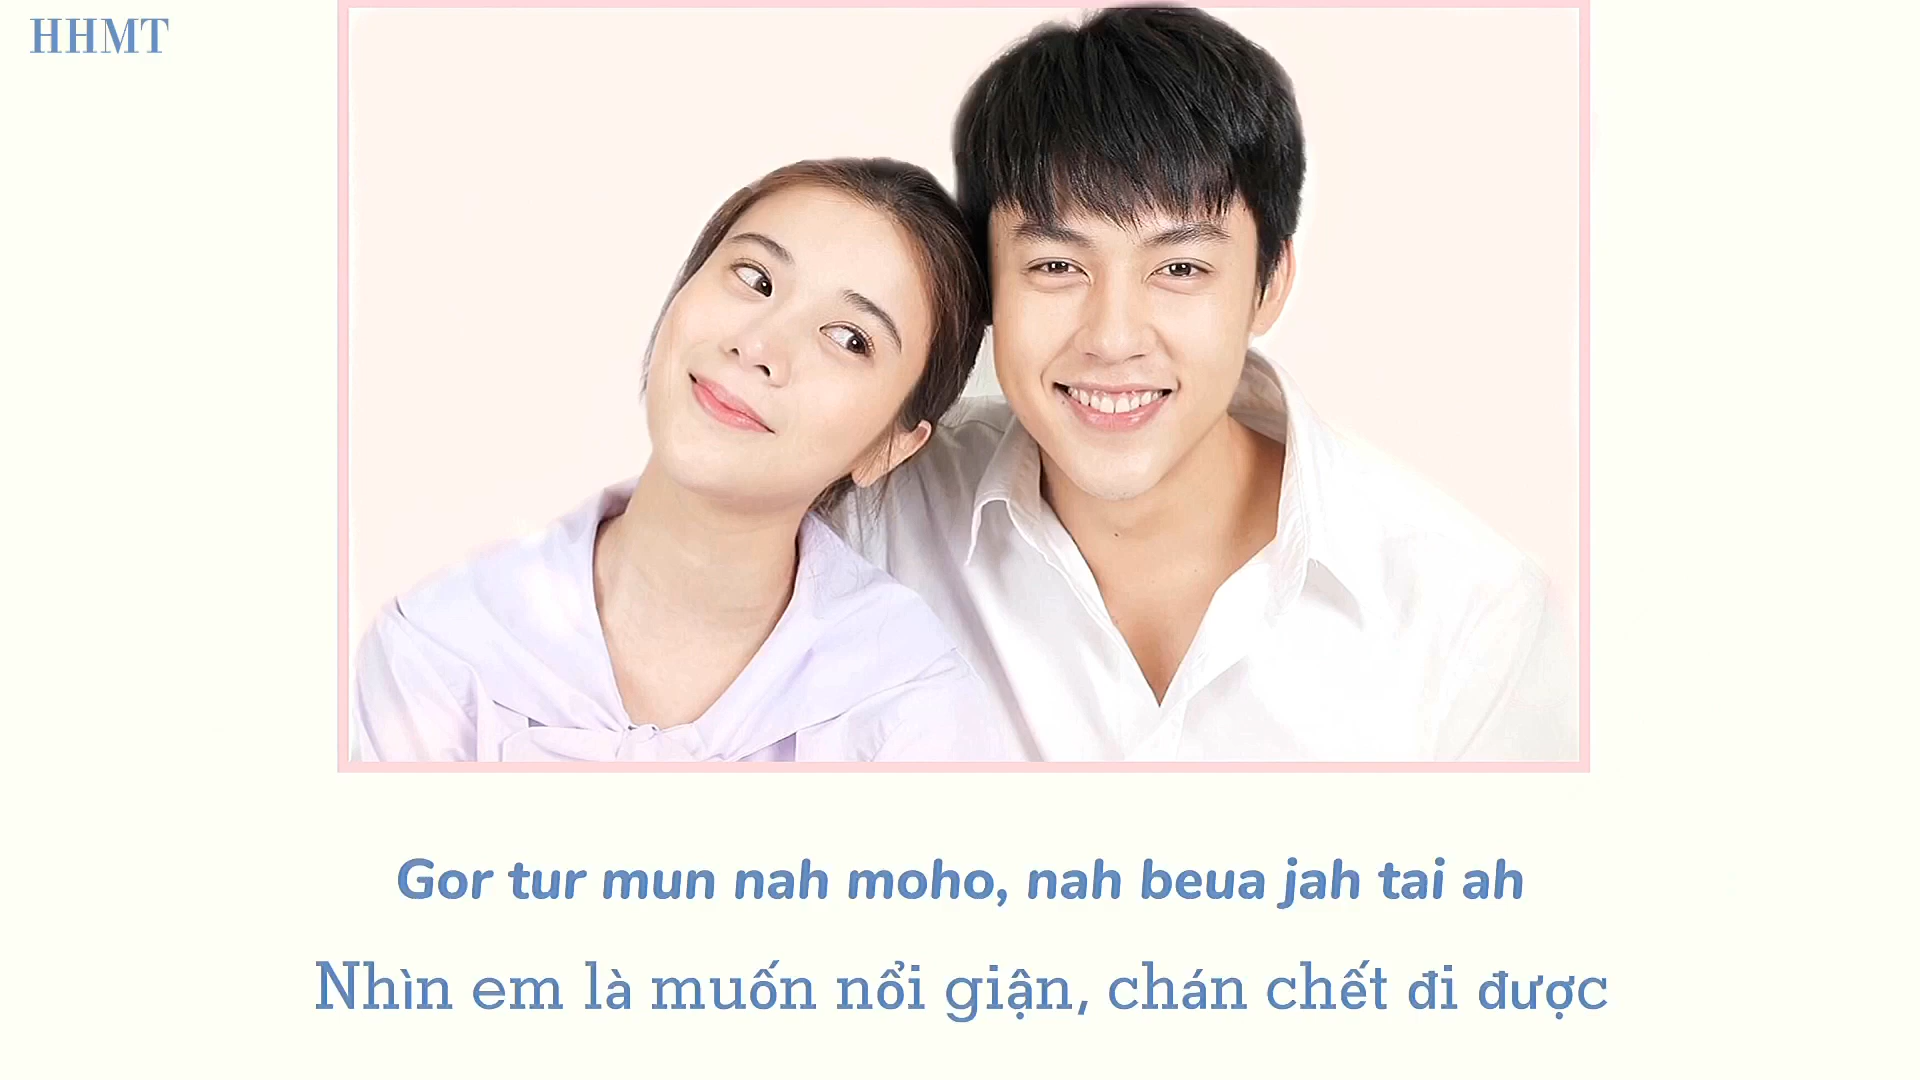 HHMT
Gor tur mun nah moho, nah beua jah tai ah
Nhìn em là muốn nổi giận, chán chết đi được